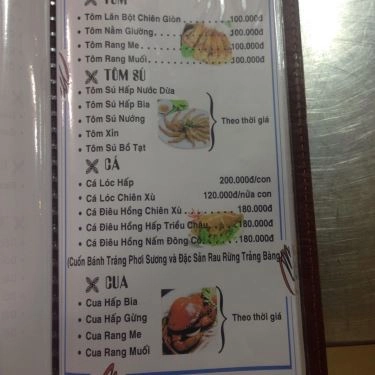 TÔM
• Tôm Lăn Bột Chiên Giòn . . . . . 100.000đ
• Tôm Nằm Giường . . . . . 100.000đ
• Tôm Rang Me . . . . . 100.000đ
• Tôm Rang Muối . . . . . 100.000đ
TÔM SÚ
• Tôm Sú Hấp Nước Dừa
• Tôm Sú Hấp Bia
• Tôm Sú Nướng
• Tôm Xỉn
• Tôm Sú Bổ Tạt
Theo thời giá
CÁ
• Cá Lóc Hấp 200.000đ/con
• Cá Lóc Chiên Xù 120.000đ/nửa con
• Cá Điêu Hồng Chiên Xù . . . . . 180.000đ
• Cá Điêu Hồng Hấp Triều Châu . . . 180.000đ
• Cá Điêu Hồng Nấm Đông Cô . . . . 180.000đ
(Cuốn Bánh Tráng Phơi Sương và Đặc Sản Rau Rừng Trảng Bàng)
CUA
• Cua Hấp Bia
• Cua Hấp Gừng
• Cua Rang Me
• Cua Rang Muối
Theo thời giá